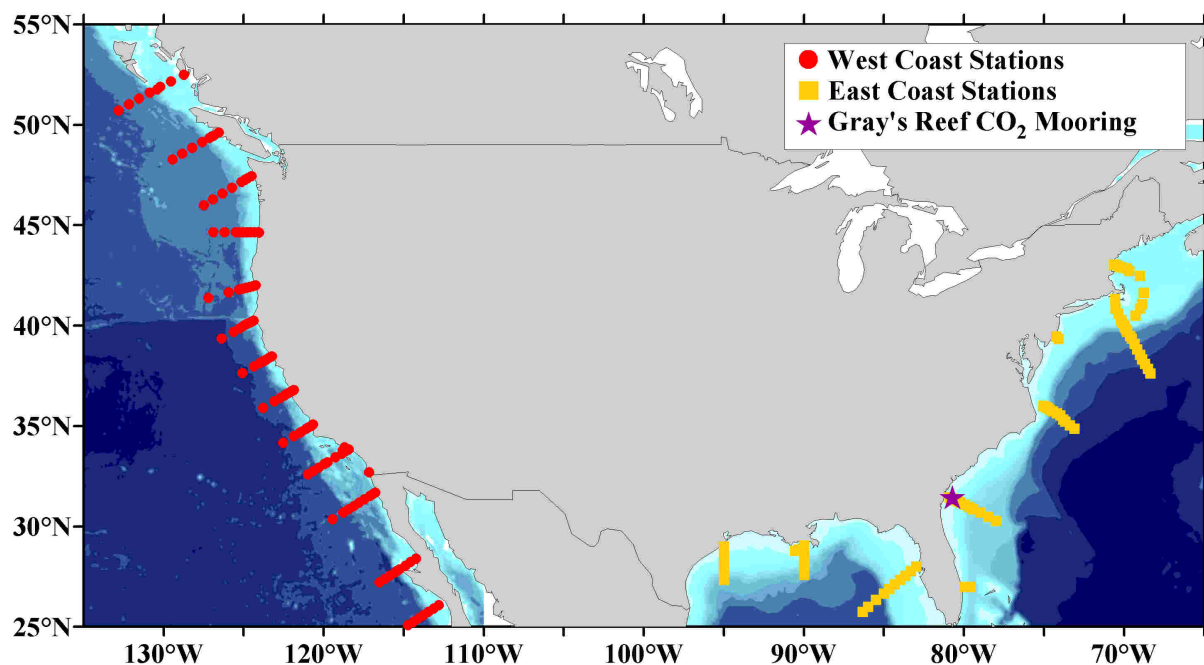 55°N
West Coast Stations
East Coast Stations
Gray's Reef CO₂ Mooring
50°N
45°N
40°N
35°N
30°N
25°N
130°W 120°W 110°W 100°W 90°W 80°W 70°W